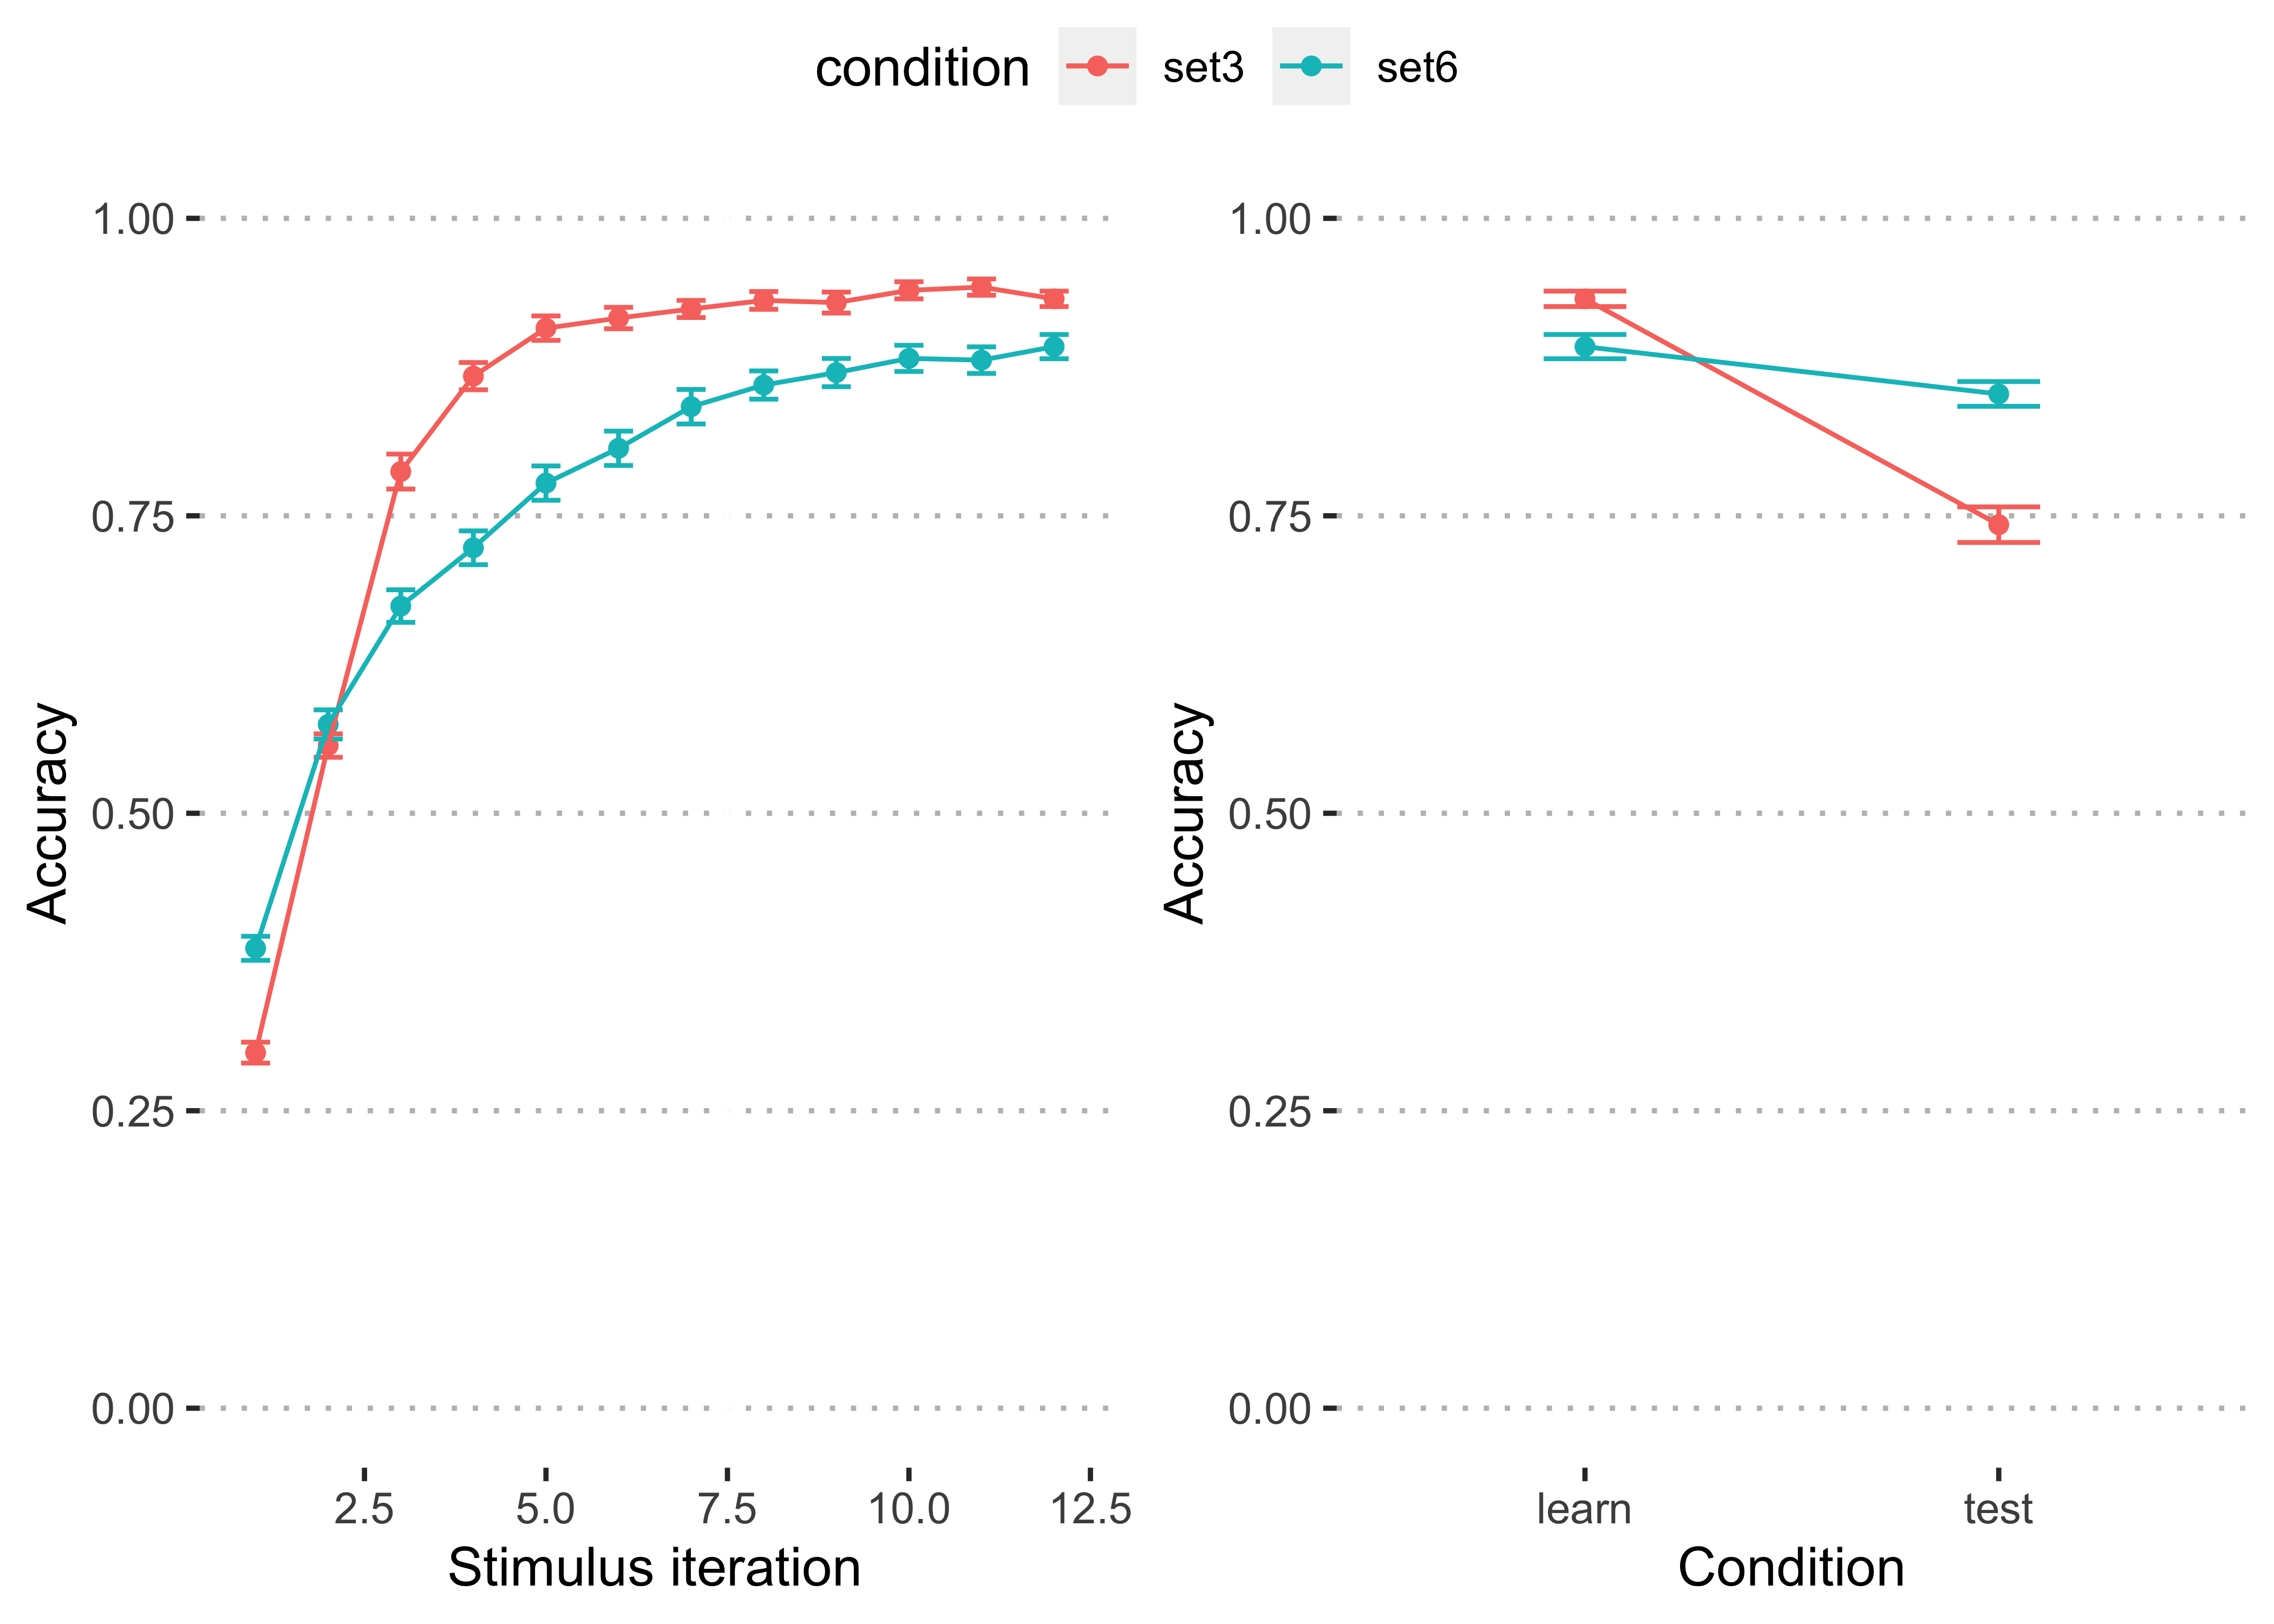 condition set3 set6
1.00
0.75
0.50
0.25
0.00
Accuracy
2.5 5.0 7.5 10.0 12.5
Stimulus iteration
1.00
0.75
0.50
0.25
0.00
Accuracy
learn test
Condition